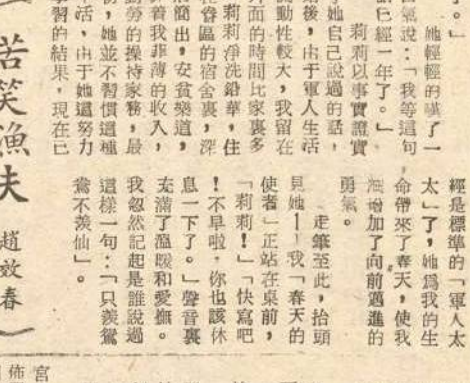 了。」
她輕輕的嘆了一
氣說：「我等這句
話已經一年了。」
莉莉以事實證實
她自己說過的話，
後，由于軍人生活
動性較大，我留在
面的時間比家裏多
莉莉淨洗鉛華，住
在眷區的宿舍裏，深
居簡出，安貧樂道，
着我菲薄的收入，
勤勞的操持家務，最
，她並不習慣這種
活，由于她還努力
習的結果，現在已
經是標準的「軍人太
太」了，她爲我的生
命帶來了春天，使我
增加了向前邁進的
勇氣。
走筆至此，抬頭
見她——我「春天的
使者」正站在桌前，
「莉莉！」「快寫吧
！不早啦，你也該休
息一下了。」聲音裏
充滿了溫暖和愛撫。
我忽然記起是誰說過
這樣一句：「只羨鴛
鴦不羨仙」。
苦笑漁夫
趙效春
宮
佈